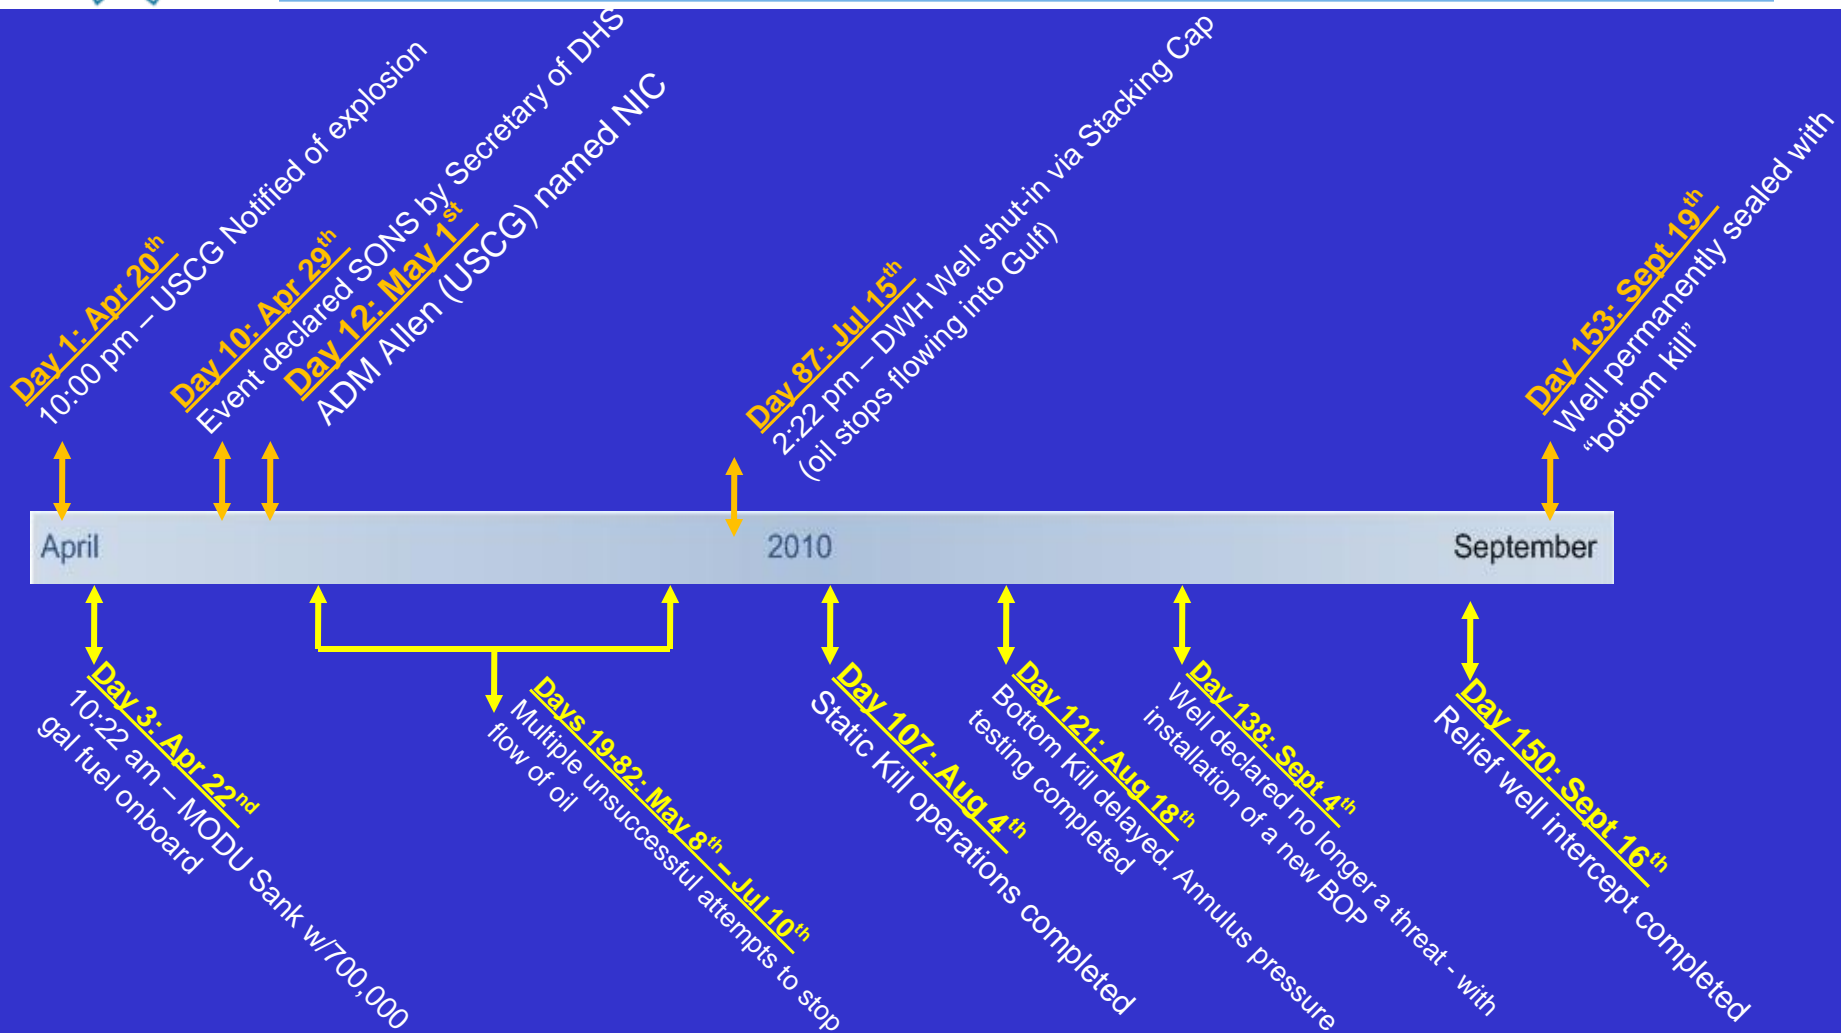 Day 1: Apr 20th
10:00 pm – USCG Notified of explosion
Day 10: Apr 29th
Event declared SONS by Secretary of DHS
Day 12: May 1st
ADM Allen (USCG) named NIC
Day 87: Jul 15th
2:22 pm – DWH Well shut-in via Stacking Cap
(oil stops flowing into Gulf)
Day 153: Sept 19th
Well permanently sealed with
“bottom kill”
April
2010
September
Day 3: Apr 22nd
10:22 am – MODU Sank w/700,000
gal fuel onboard
Days 19-82: May 8th – Jul 10th
Multiple unsuccessful attempts to stop
flow of oil
Day 107: Aug 4th
Static Kill operations completed
Day 121: Aug 18th
Bottom Kill delayed. Annulus pressure
testing completed
Day 138: Sept 4th
Well declared no longer a threat - with
installation of a new BOP
Day 150: Sept 16th
Relief well intercept completed